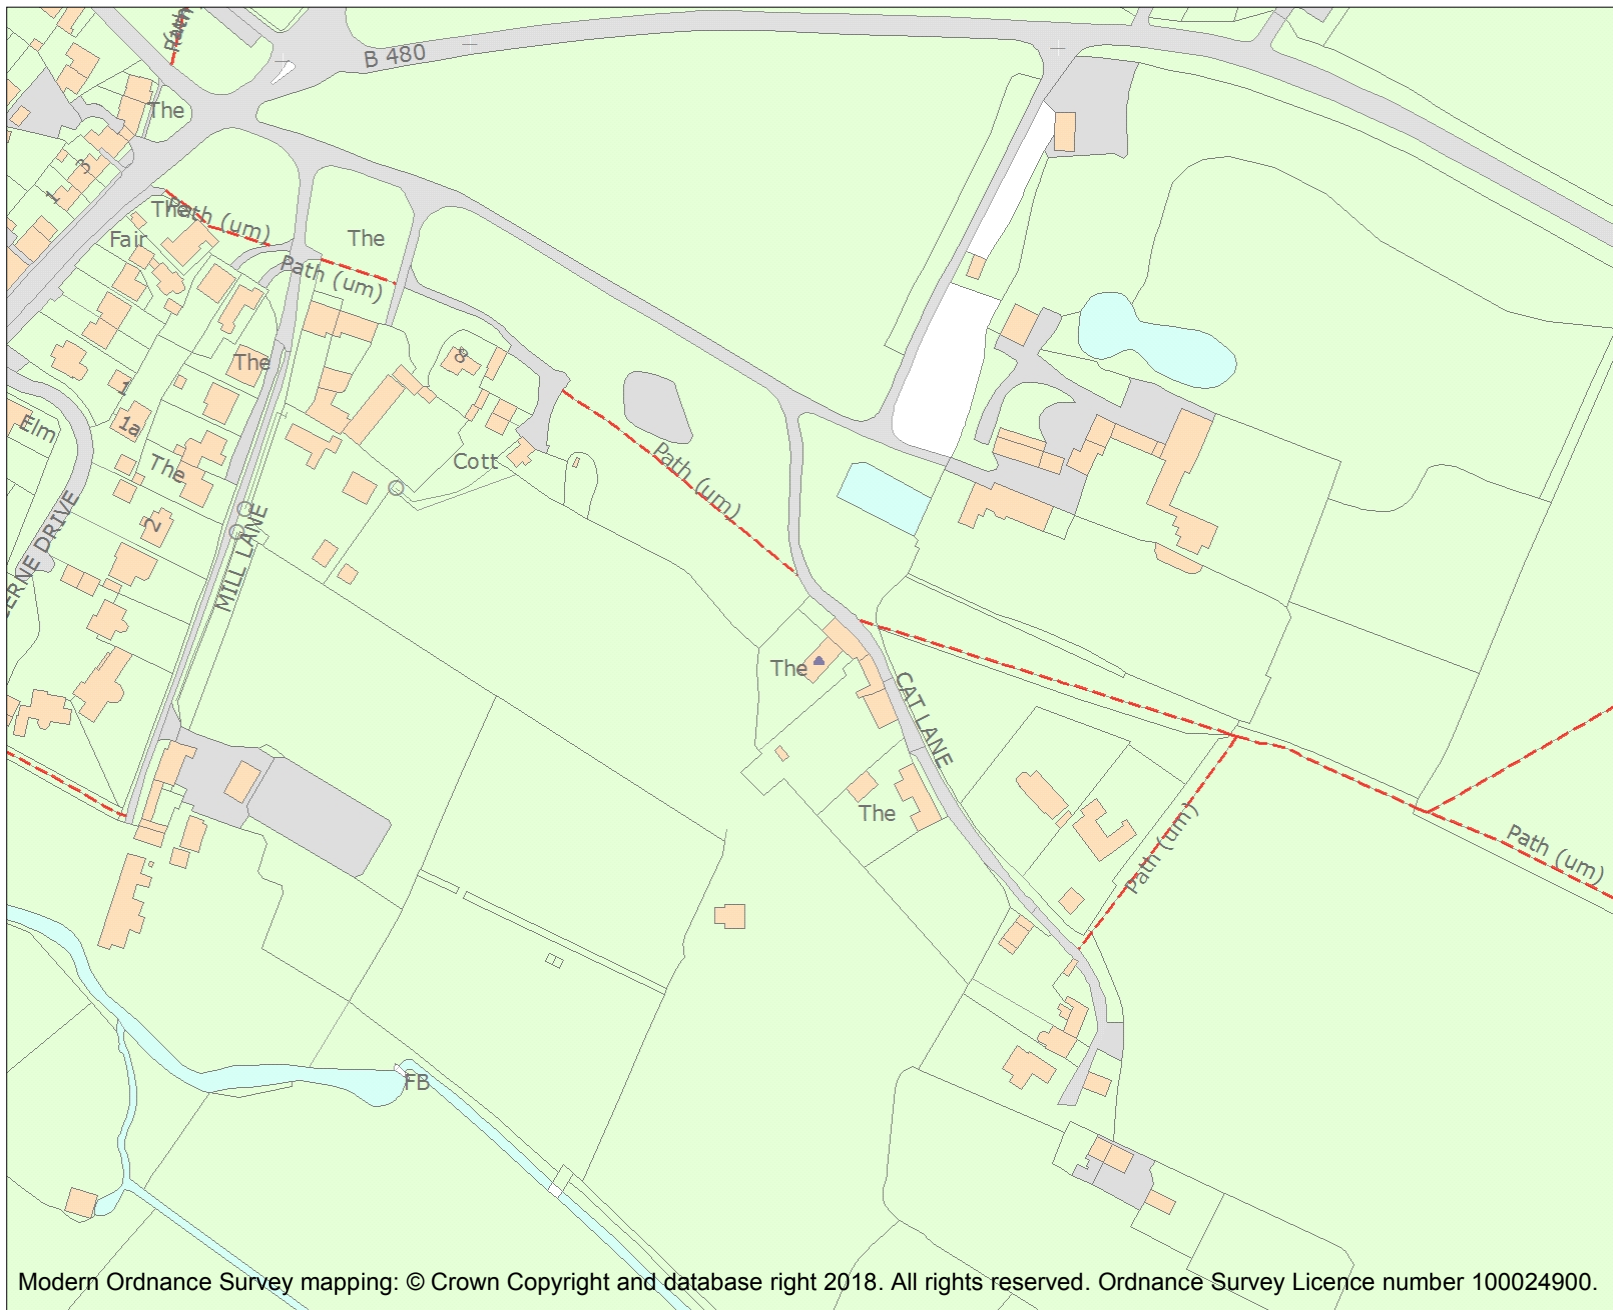 Path
B 480
The
3
1
The
Path (um)
Fair
The
Path (um)
The
8
1
1a
Elm
The
Cott
Path (um)
2
ERNE DRIVE
MILL LANE
The
CAT LANE
The
Path (um)
Path (um)
FB
Modern Ordnance Survey mapping: © Crown Copyright and database right 2018. All rights reserved. Ordnance Survey Licence number 100024900.